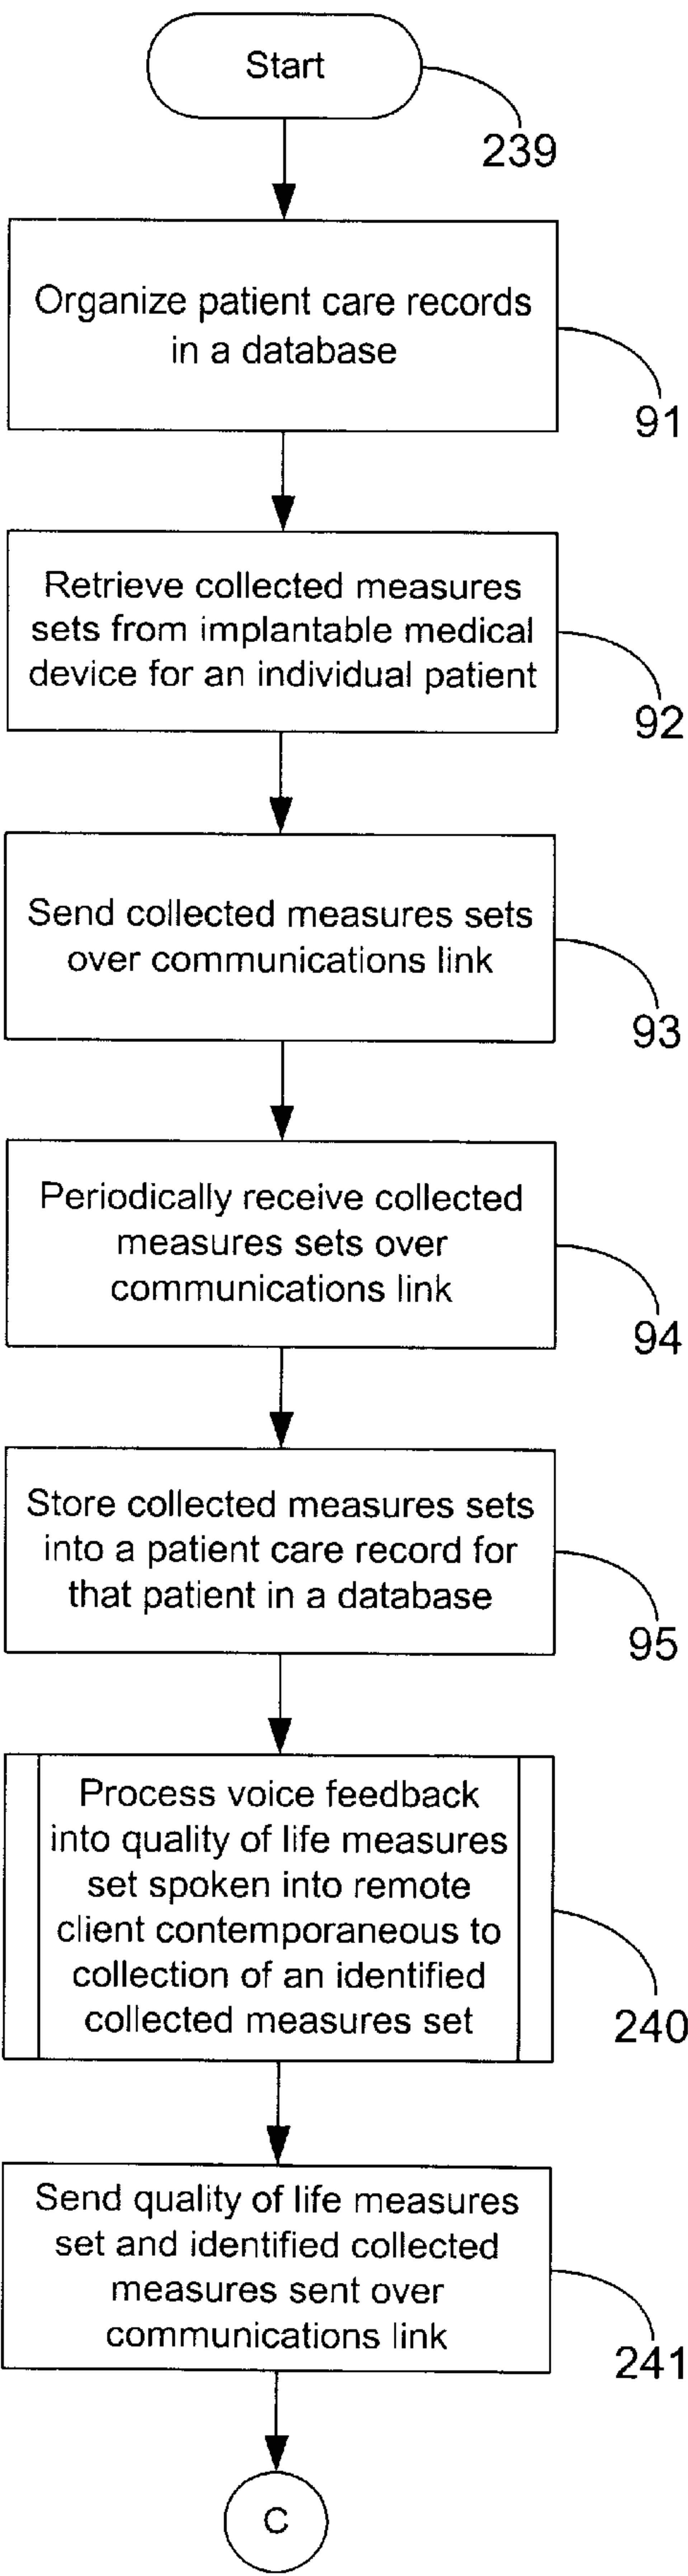 Start
239
Organize patient care records
in a database
91
Retrieve collected measures
sets from implantable medical
device for an individual patient
92
Send collected measures sets
over communications link
93
Periodically receive collected
measures sets over
communications link
94
Store collected measures sets
into a patient care record for
that patient in a database
95
Process voice feedback
into quality of life measures
set spoken into remote
client contemporaneous to
collection of an identified
collected measures set
240
Send quality of life measures
set and identified collected
measures sent over
communications link
241
C